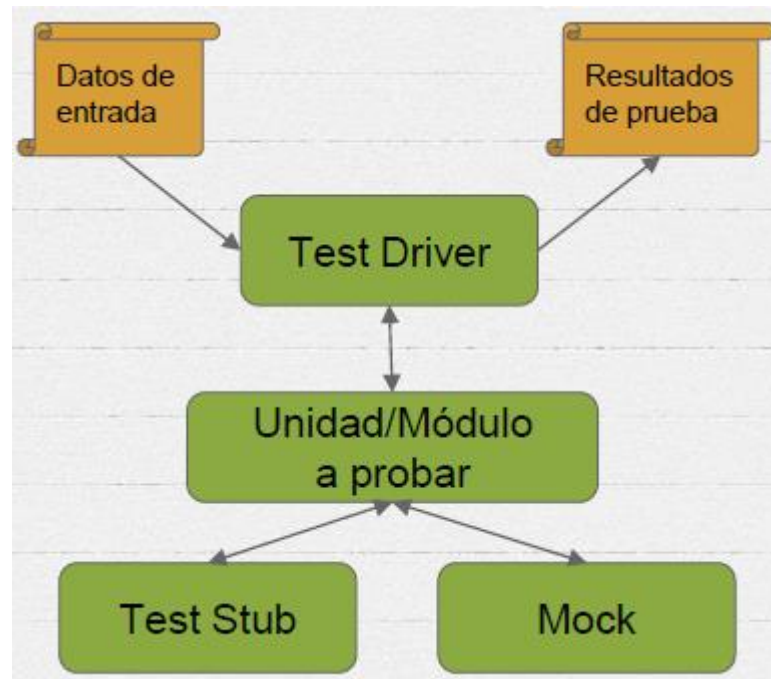 Datos de
entrada
Resultados
de prueba
Test Driver
Unidad/Módulo
a probar
Test Stub
Mock